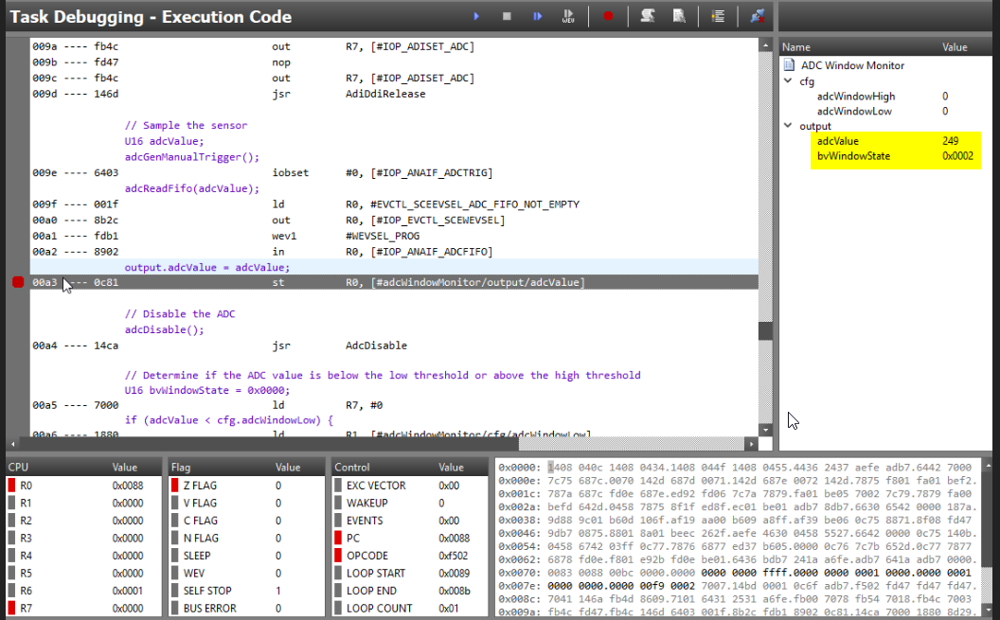 Task Debugging - Execution Code
WEV
009a ---- fb4c out R7, [#IOP_ADISET_ADC]
009b ---- fd47 nop
009c ---- fb4c out R7, [#IOP_ADISET_ADC]
009d ---- 146d jsr AdiDdiRelease
// Sample the sensor
U16 adcValue;
adcGenManualTrigger();
009e ---- 6403 iobset #0, [#IOP_ANAIF_ADCTRIG]
adcReadFifo(adcValue);
009f ---- 001f ld R0, #EVCTL_SCEEVSEL_ADC_FIFO_NOT_EMPTY
00a0 ---- 8b2c out R0, [#IOP_EVCTL_SCEWEVSEL]
00a1 ---- fdb1 wev1 #WEVSEL_PROG
00a2 ---- 8902 in R0, [#IOP_ANAIF_ADCFIFO]
output.adcValue = adcValue;
00a3 ---- 0c81 st R0, [#adcWindowMonitor/output/adcValue]
// Disable the ADC
adcDisable();
00a4 ---- 14ca jsr AdcDisable
// Determine if the ADC value is below the low threshold or above the high threshold
U16 bvWindowState = 0x0000;
00a5 ---- 7000 ld R7, #0
if (adcValue < cfg.adcWindowLow) {
00a6 ---- 1880 ld R1, [#adcWindowMonitor/cfg/adcWindowLow]
Name Value
ADC Window Monitor
cfg
adcWindowHigh 0
adcWindowLow 0
output
adcValue 249
bvWindowState 0x0002
CPU Value
R0 0x0088
R1 0x0000
R2 0x0000
R3 0x0000
R4 0x0000
R5 0x0000
R6 0x0001
R7 0x0000
Flag Value
Z FLAG 0
V FLAG 0
C FLAG 0
N FLAG 0
SLEEP 0
WEV 0
SELF STOP 1
BUS ERROR 0
Control Value
EXC VECTOR 0x00
WAKEUP 0
EVENTS 0x00
PC 0x0088
OPCODE 0xf502
LOOP START 0x0089
LOOP END 0x008b
LOOP COUNT 0x01
0x0000: 1408 040c 1408 0434.1408 044f 1408 0455.4436 2437 aefe adb7.6442 7000
0x000e: 7c75 687c.0070 142d 687d 0071.142d 687e 0072 142d.7875 f801 fa01 bef2.
0x001c: 787a 687c fd0e 687e.ed92 fd06 7c7a 7879.fa01 be05 7002 7c79.7879 fa00
0x002a: befd 642d.0458 7875 8f1f ed8f.ec01 be01 adb7 8db7.6630 6542 0000 187a.
0x0038: 9d88 9c01 b60d 106f.af19 aa00 b609 a8ff.af39 be06 0c75 8871.8f08 fd47
0x0046: 9db7 0875.8801 8a01 beec 262f.aefe 4630 0458 5527.6642 0000 0c75 140b.
0x0054: 0458 6742 03ff 0c77.7876 6877 ed37 b605.0000 0c76 7c7b 652d.0c77 7877
0x0062: 6878 fd0e.f801 e92b fd0e be01.6436 bdb7 241a a6fe.adb7 641a adb7 0000.
0x0070: 0083 0088 00bc 0000.0000 0000 0000 ffff.0000 0000 0001 0000.0000 0001
0x007e: 0000 0000.0000 00f9 0002 7007.14bd 0001 0c6f adb7.f502 fd47 fd47 fd47.
0x008c: 7041 146a fb4d 8609.7101 6431 2531 a6fe.fb00 7078 fb54 7018.fb4c 7003
0x009a: fb4c fd47.fb4c 146d 6403 001f.8b2c fdb1 8902 0c81.14ca 7000 1880 8d29.